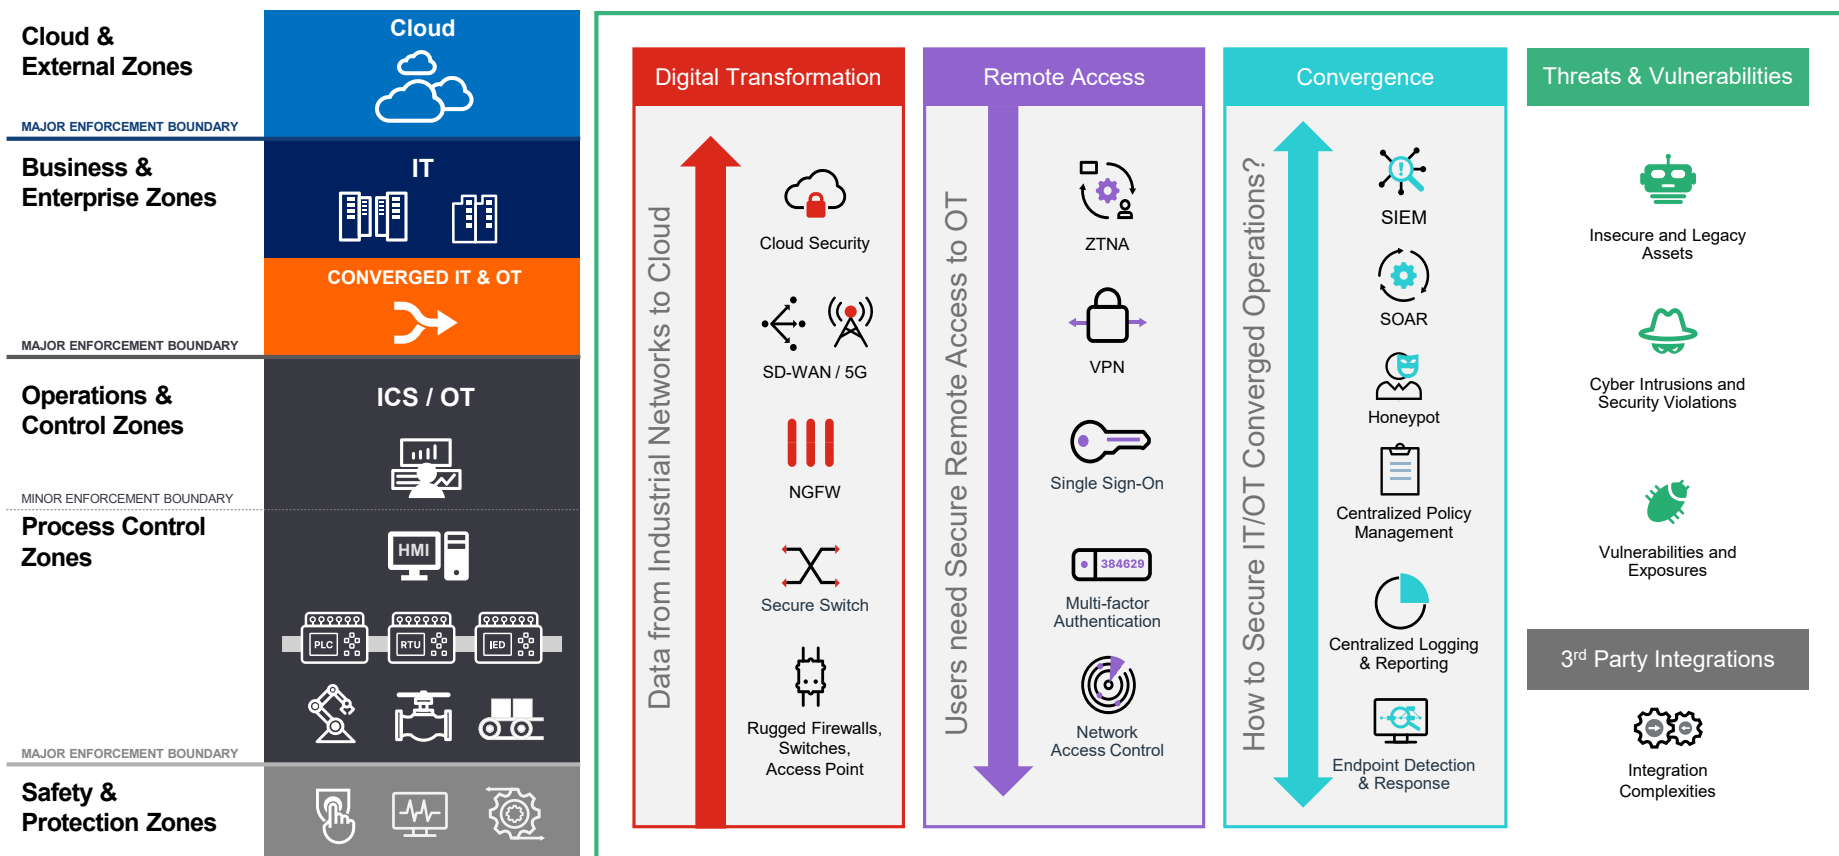 Cloud &
External Zones
MAJOR ENFORCEMENT BOUNDARY
Business &
Enterprise Zones
MAJOR ENFORCEMENT BOUNDARY
Operations &
Control Zones
MINOR ENFORCEMENT BOUNDARY
Process Control
Zones
MAJOR ENFORCEMENT BOUNDARY
Safety &
Protection Zones
Cloud
IT
CONVERGED IT & OT
ICS / OT
HMI
PLC
RTU
IED
Digital Transformation
Data from Industrial Networks to Cloud
Cloud Security
SD-WAN / 5G
NGFW
Secure Switch
Rugged Firewalls,
Switches,
Access Point
Remote Access
Users need Secure Remote Access to OT
ZTNA
VPN
Single Sign-On
384629
Multi-factor
Authentication
Network
Access Control
Convergence
How to Secure IT/OT Converged Operations?
SIEM
SOAR
Honeypot
Centralized Policy
Management
Centralized Logging
& Reporting
Endpoint Detection
& Response
Threats & Vulnerabilities
Insecure and Legacy
Assets
Cyber Intrusions and
Security Violations
Vulnerabilities and
Exposures
3rd Party Integrations
Integration
Complexities